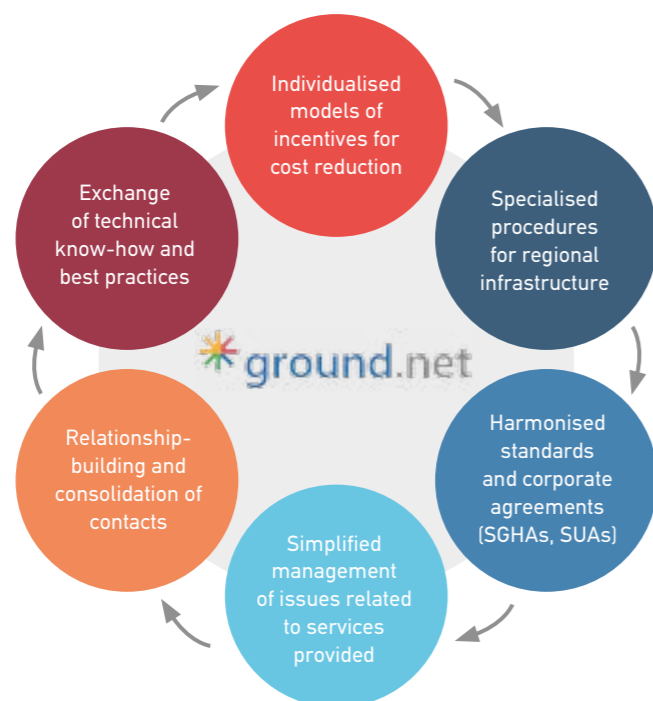 Individualised
models of
incentives for
cost reduction
Specialised
procedures
for regional
infrastructure
Harmonised
standards
and corporate
agreements
(SGHAs, SUAs)
Simplified
management
of issues related
to services
provided
Relationship-
building and
consolidation of
contacts
Exchange
of technical
know-how and
best practices
ground.net